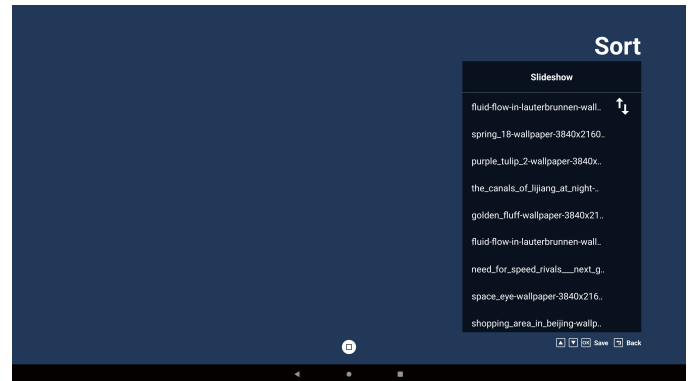 Sort
Slideshow
fluid-flow-in-lauterbrunnen-wall..
spring_18-wallpaper-3840x2160..
purple_tulip_2-wallpaper-3840x..
the_canals_of_lijiang_at_night-..
golden_fluff-wallpaper-3840x21..
fluid-flow-in-lauterbrunnen-wall..
need_for_speed_rivals___next_g..
space_eye-wallpaper-3840x216..
shopping_area_in_beijing-wallp..
OK Save Back